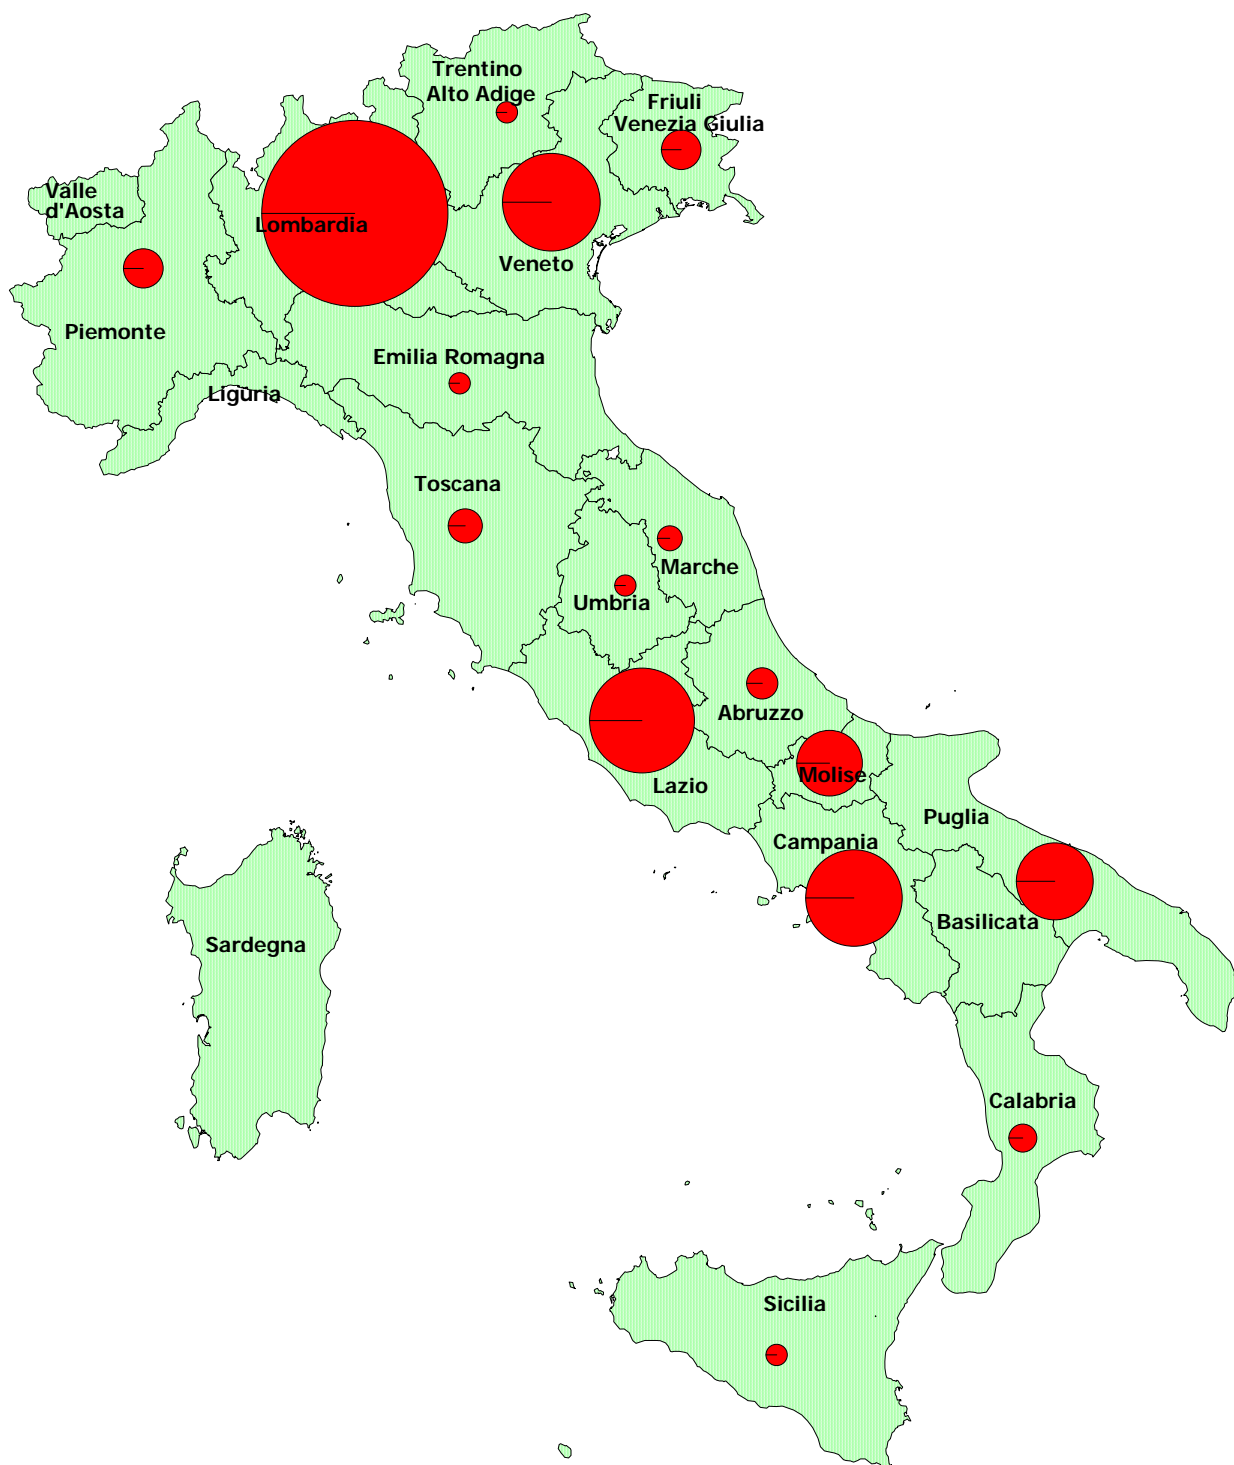 Trentino
Alto Adige
Friuli
Venezia Giulia
Valle
d'Aosta
Lombardia
Veneto
Piemonte
Emilia Romagna
Liguria
Toscana
Marche
Umbria
Abruzzo
Molise
Lazio
Puglia
Campania
Basilicata
Sardegna
Calabria
Sicilia